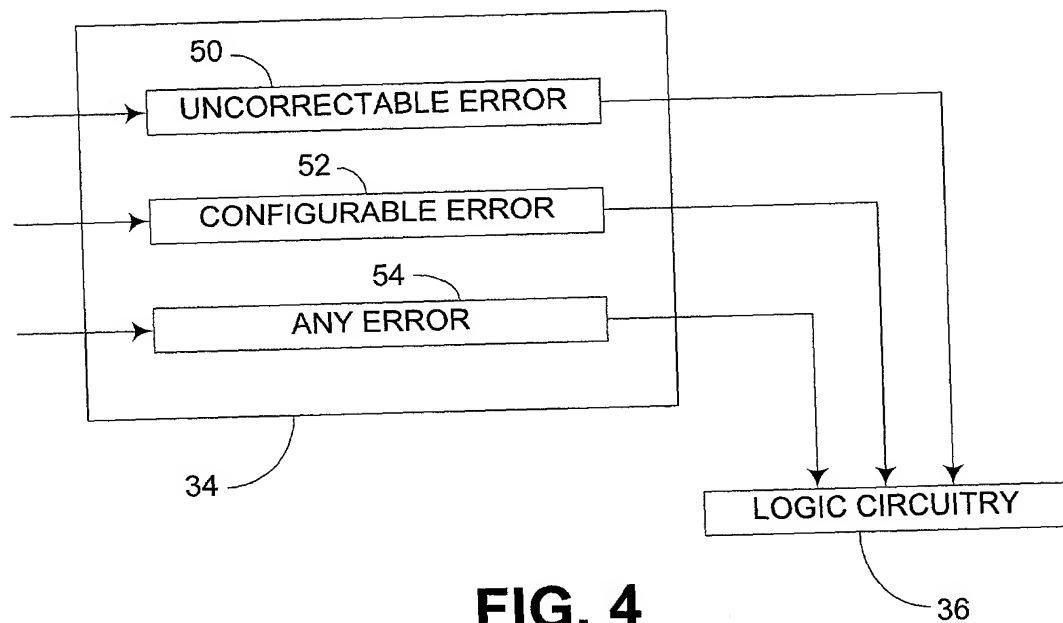 50
UNCORRECTABLE ERROR
52
CONFIGURABLE ERROR
54
ANY ERROR
34
LOGIC CIRCUITRY
36
FIG. 4